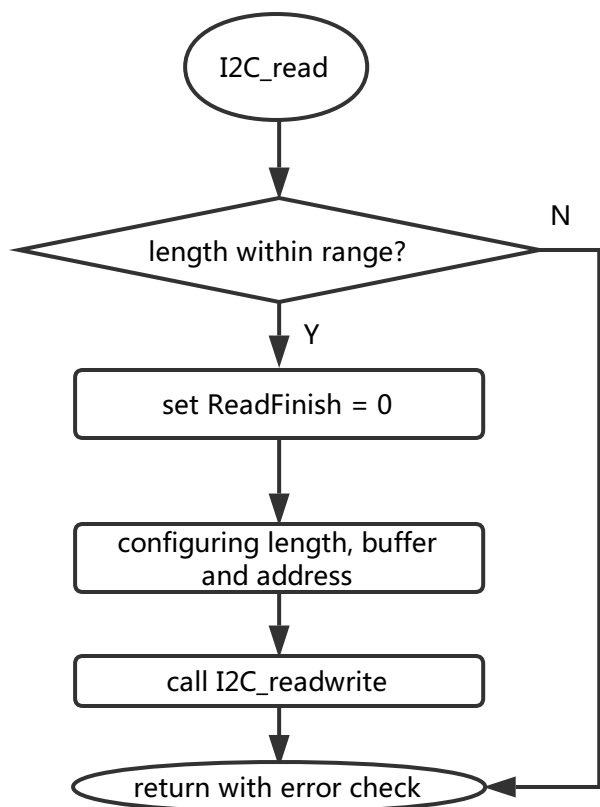 I2C_read
length within range?
N
Y
set ReadFinish = 0
configuring length, buffer
and address
call I2C_readwrite
return with error check